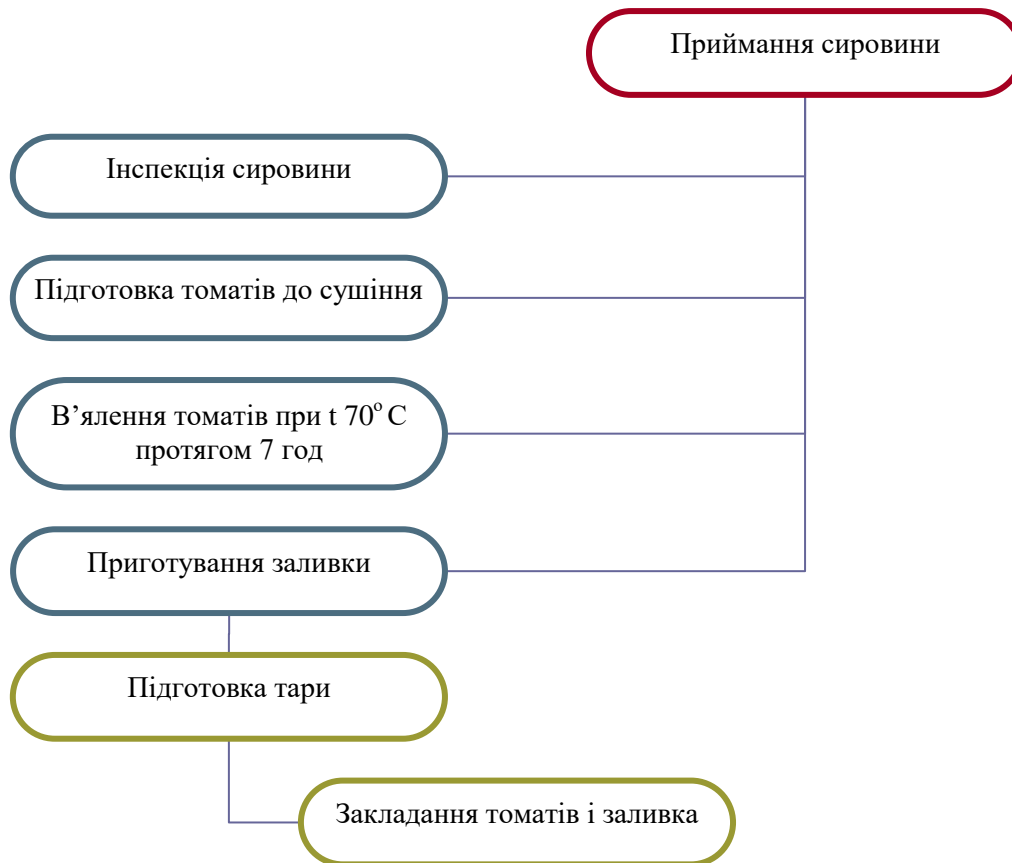 Приймання сировини
Інспекція сировини
Підготовка томатів до сушіння
В’ялення томатів при t 70º С
протягом 7 год
Приготування заливки
Підготовка тари
Закладання томатів і заливка